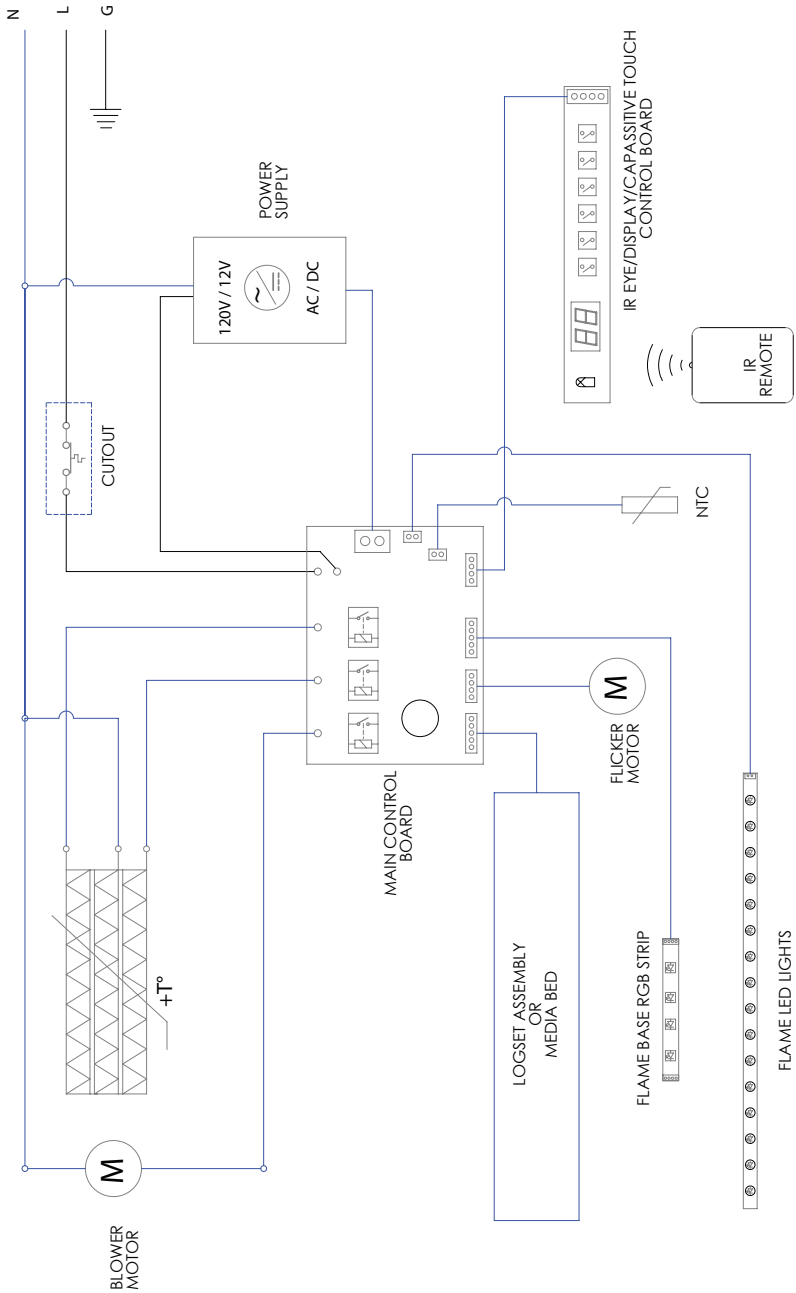 N
L
G
CUTOUT
POWER
SUPPLY
120V / 12V
AC / DC
IR EYE/DISPLAY/CAPASSITIVE TOUCH
CONTROL BOARD
IR
REMOTE
NTC
MAIN CONTROL
BOARD
+T°
M
BLOWER
MOTOR
M
FLICKER
MOTOR
LOGSET ASSEMBLY
OR
MEDIA BED
FLAME BASE RGB STRIP
FLAME LED LIGHTS
88